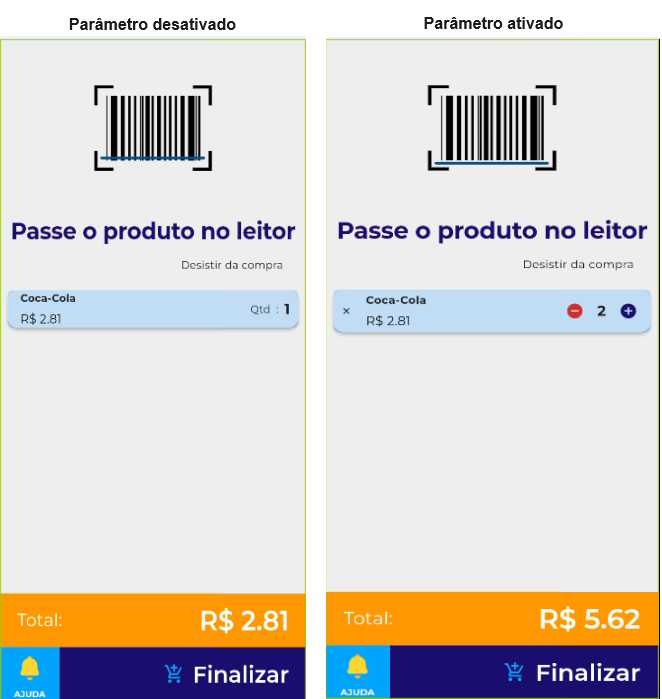 Parâmetro desativado
Passe o produto no leitor
Desistir da compra
Coca-Cola
R$ 2.81
Qtd : 1
Total: R$ 2.81
AJUDA
Finalizar
Parâmetro ativado
Passe o produto no leitor
Desistir da compra
× Coca-Cola
R$ 2.81
− 2 +
Total: R$ 5.62
AJUDA
Finalizar